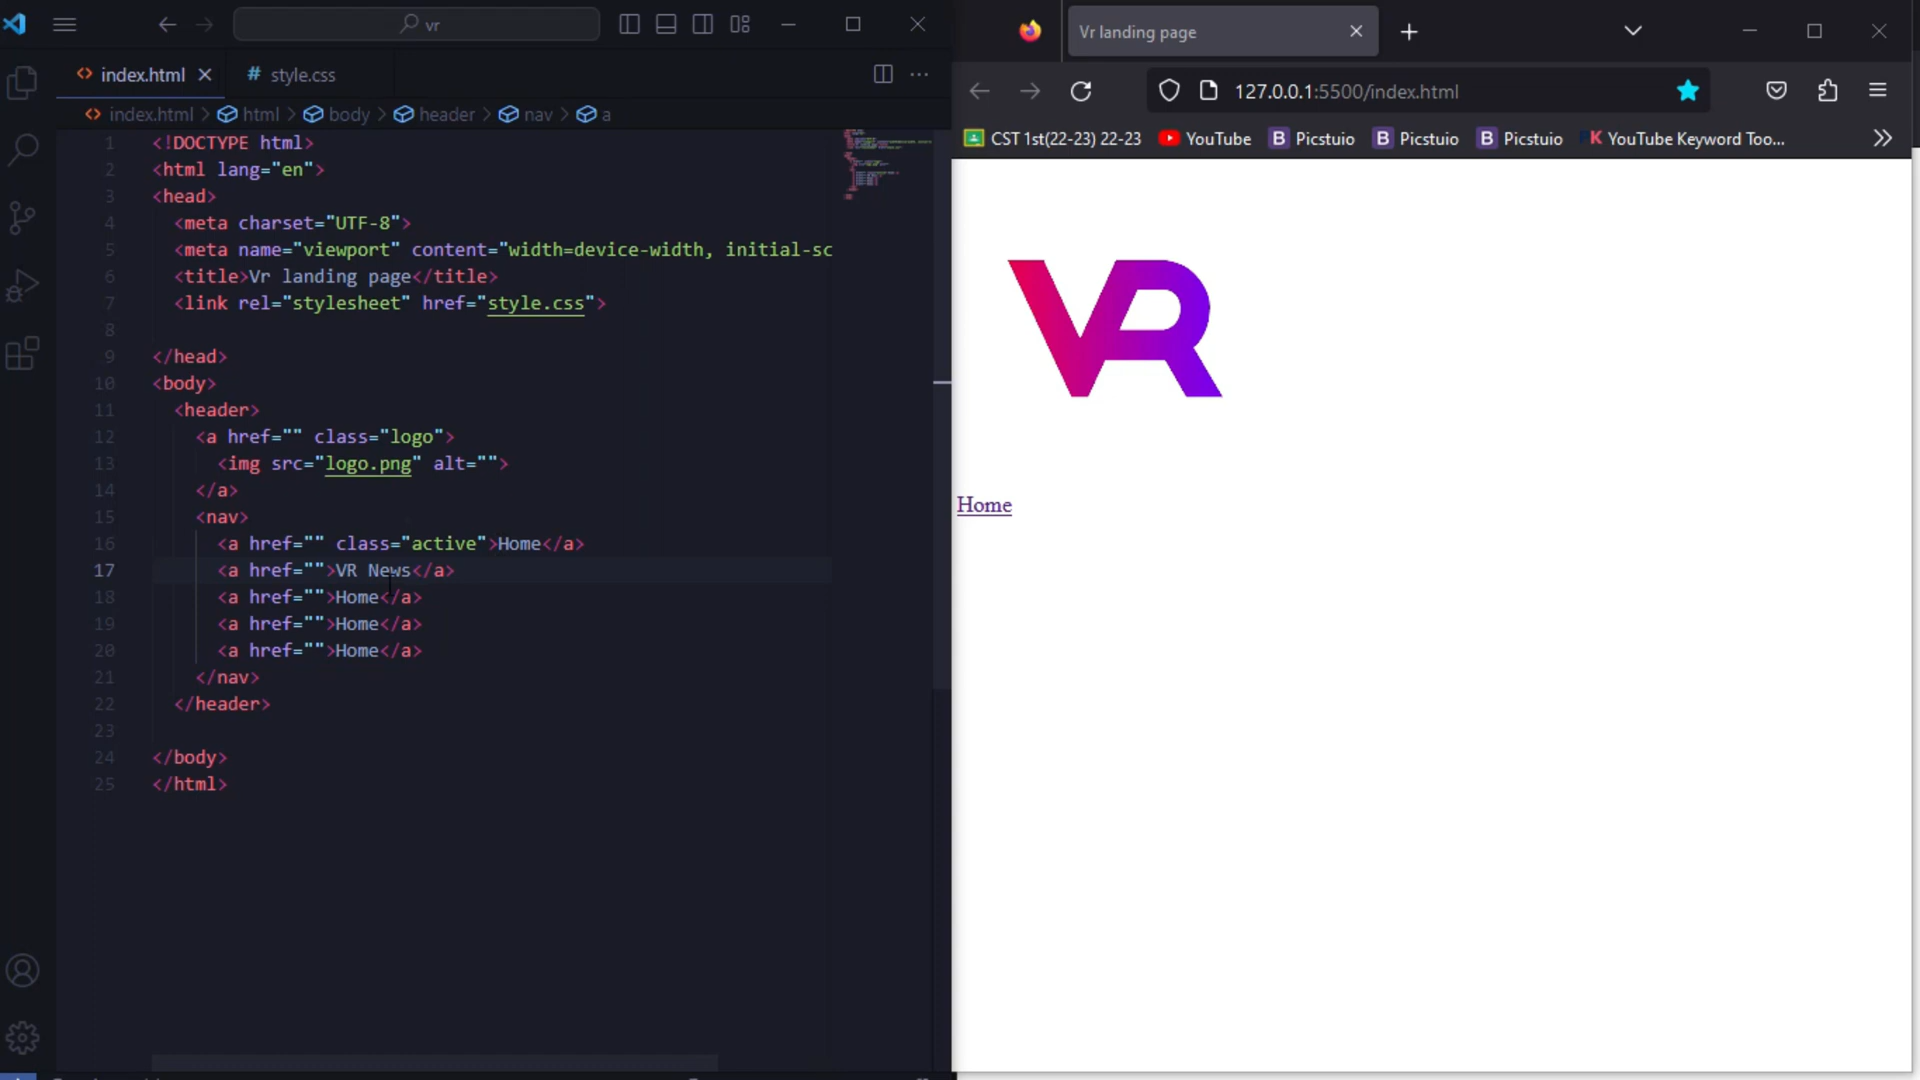 vr
index.html
style.css
index.html > html > body > header > nav > a
1 <!DOCTYPE html>
2 <html lang="en">
3 <head>
4 <meta charset="UTF-8">
5 <meta name="viewport" content="width=device-width, initial-sc
6 <title>Vr landing page</title>
7 <link rel="stylesheet" href="style.css">
8
9 </head>
10 <body>
11 <header>
12 <a href="" class="logo">
13 <img src="logo.png" alt="">
14 </a>
15 <nav>
16 <a href="" class="active">Home</a>
17 <a href="">VR News</a>
18 <a href="">Home</a>
19 <a href="">Home</a>
20 <a href="">Home</a>
21 </nav>
22 </header>
23
24 </body>
25 </html>
Vr landing page
127.0.0.1:5500/index.html
CST 1st(22-23) 22-23 YouTube B Picstuio B Picstuio B Picstuio K YouTube Keyword Too...
VR
Home